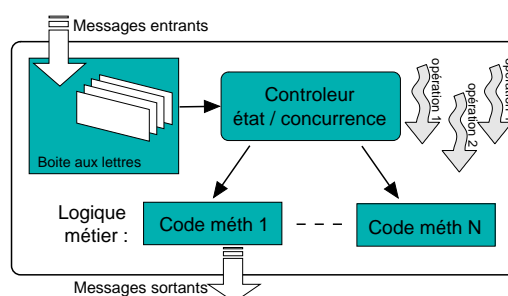 Messages entrants
Controleur
état / concurrence
opération 1
opération 2
Boite aux lettres
Logique
métier :
Code méth 1
Code méth N
Messages sortants